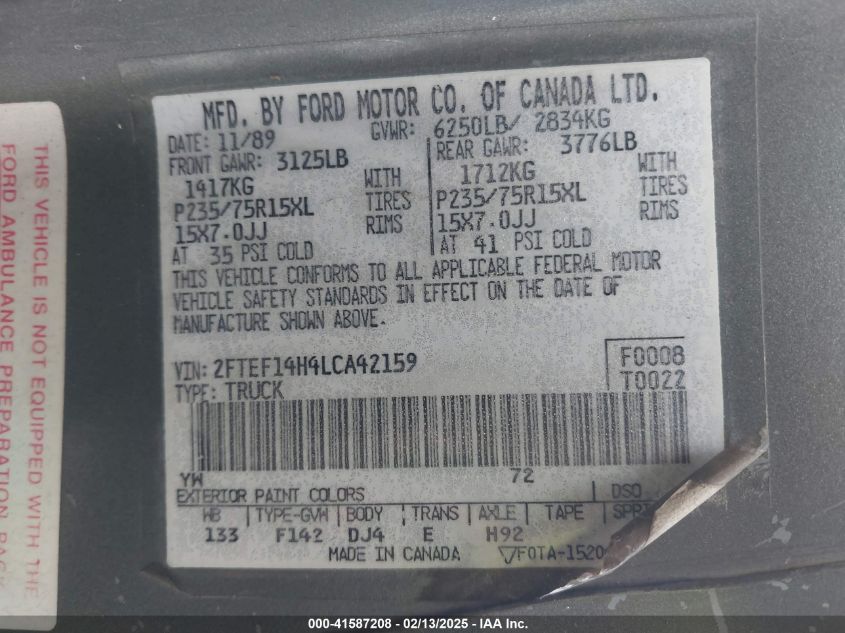 MFD. BY FORD MOTOR CO. OF CANADA LTD.
DATE: 11/89 GVWR: 6250LB/ 2834KG
FRONT GAWR: 3125LB REAR GAWR: 3776LB
1417KG WITH 1712KG WITH
P235/75R15XL TIRES P235/75R15XL TIRES
15X7.0JJ RIMS 15X7.0JJ RIMS
AT 35 PSI COLD AT 41 PSI COLD
THIS VEHICLE CONFORMS TO ALL APPLICABLE FEDERAL MOTOR
VEHICLE SAFETY STANDARDS IN EFFECT ON THE DATE OF
MANUFACTURE SHOWN ABOVE.
VIN: 2FTEF14H4LCA42159 F0008
TYPE: TRUCK T0022
YW 72
EXTERIOR PAINT COLORS DSO
WB TYPE-GVW BODY TRANS AXLE TAPE SPR
133 F142 DJ4 E H92
MADE IN CANADA F0TA-1520
THIS VEHICLE IS NOT EQUIPPED WITH THE
FORD AMBULANCE PREPARATION PACK
000-41587208 - 02/13/2025 - IAA Inc.